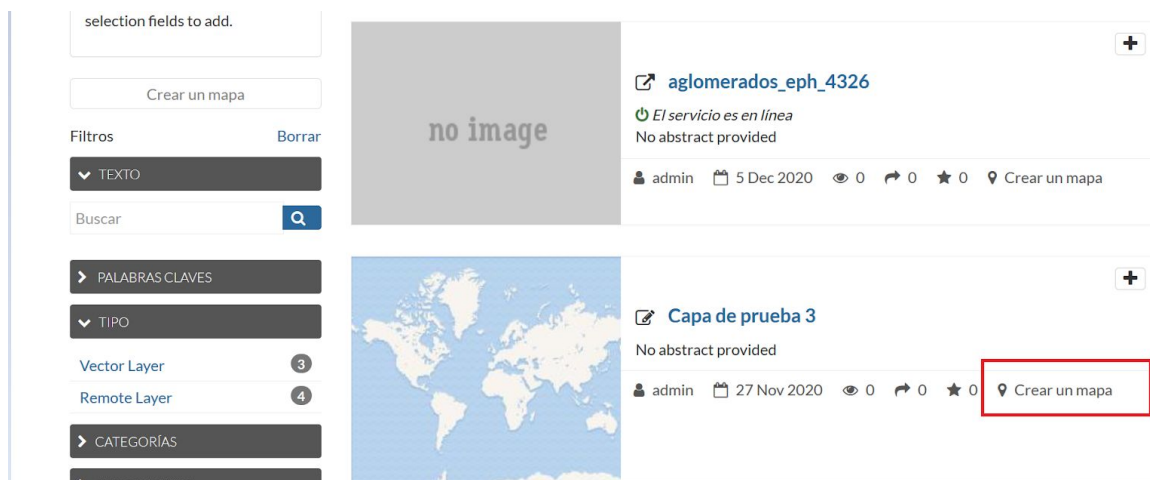 selection fields to add.
Crear un mapa
Filtros Borrar
TEXTO
Buscar
PALABRAS CLAVES
TIPO
Vector Layer 3
Remote Layer 4
CATEGORÍAS
no image
aglomerados_eph_4326
El servicio es en línea
No abstract provided
admin 5 Dec 2020 0 0 0 Crear un mapa
Capa de prueba 3
No abstract provided
admin 27 Nov 2020 0 0 0 Crear un mapa